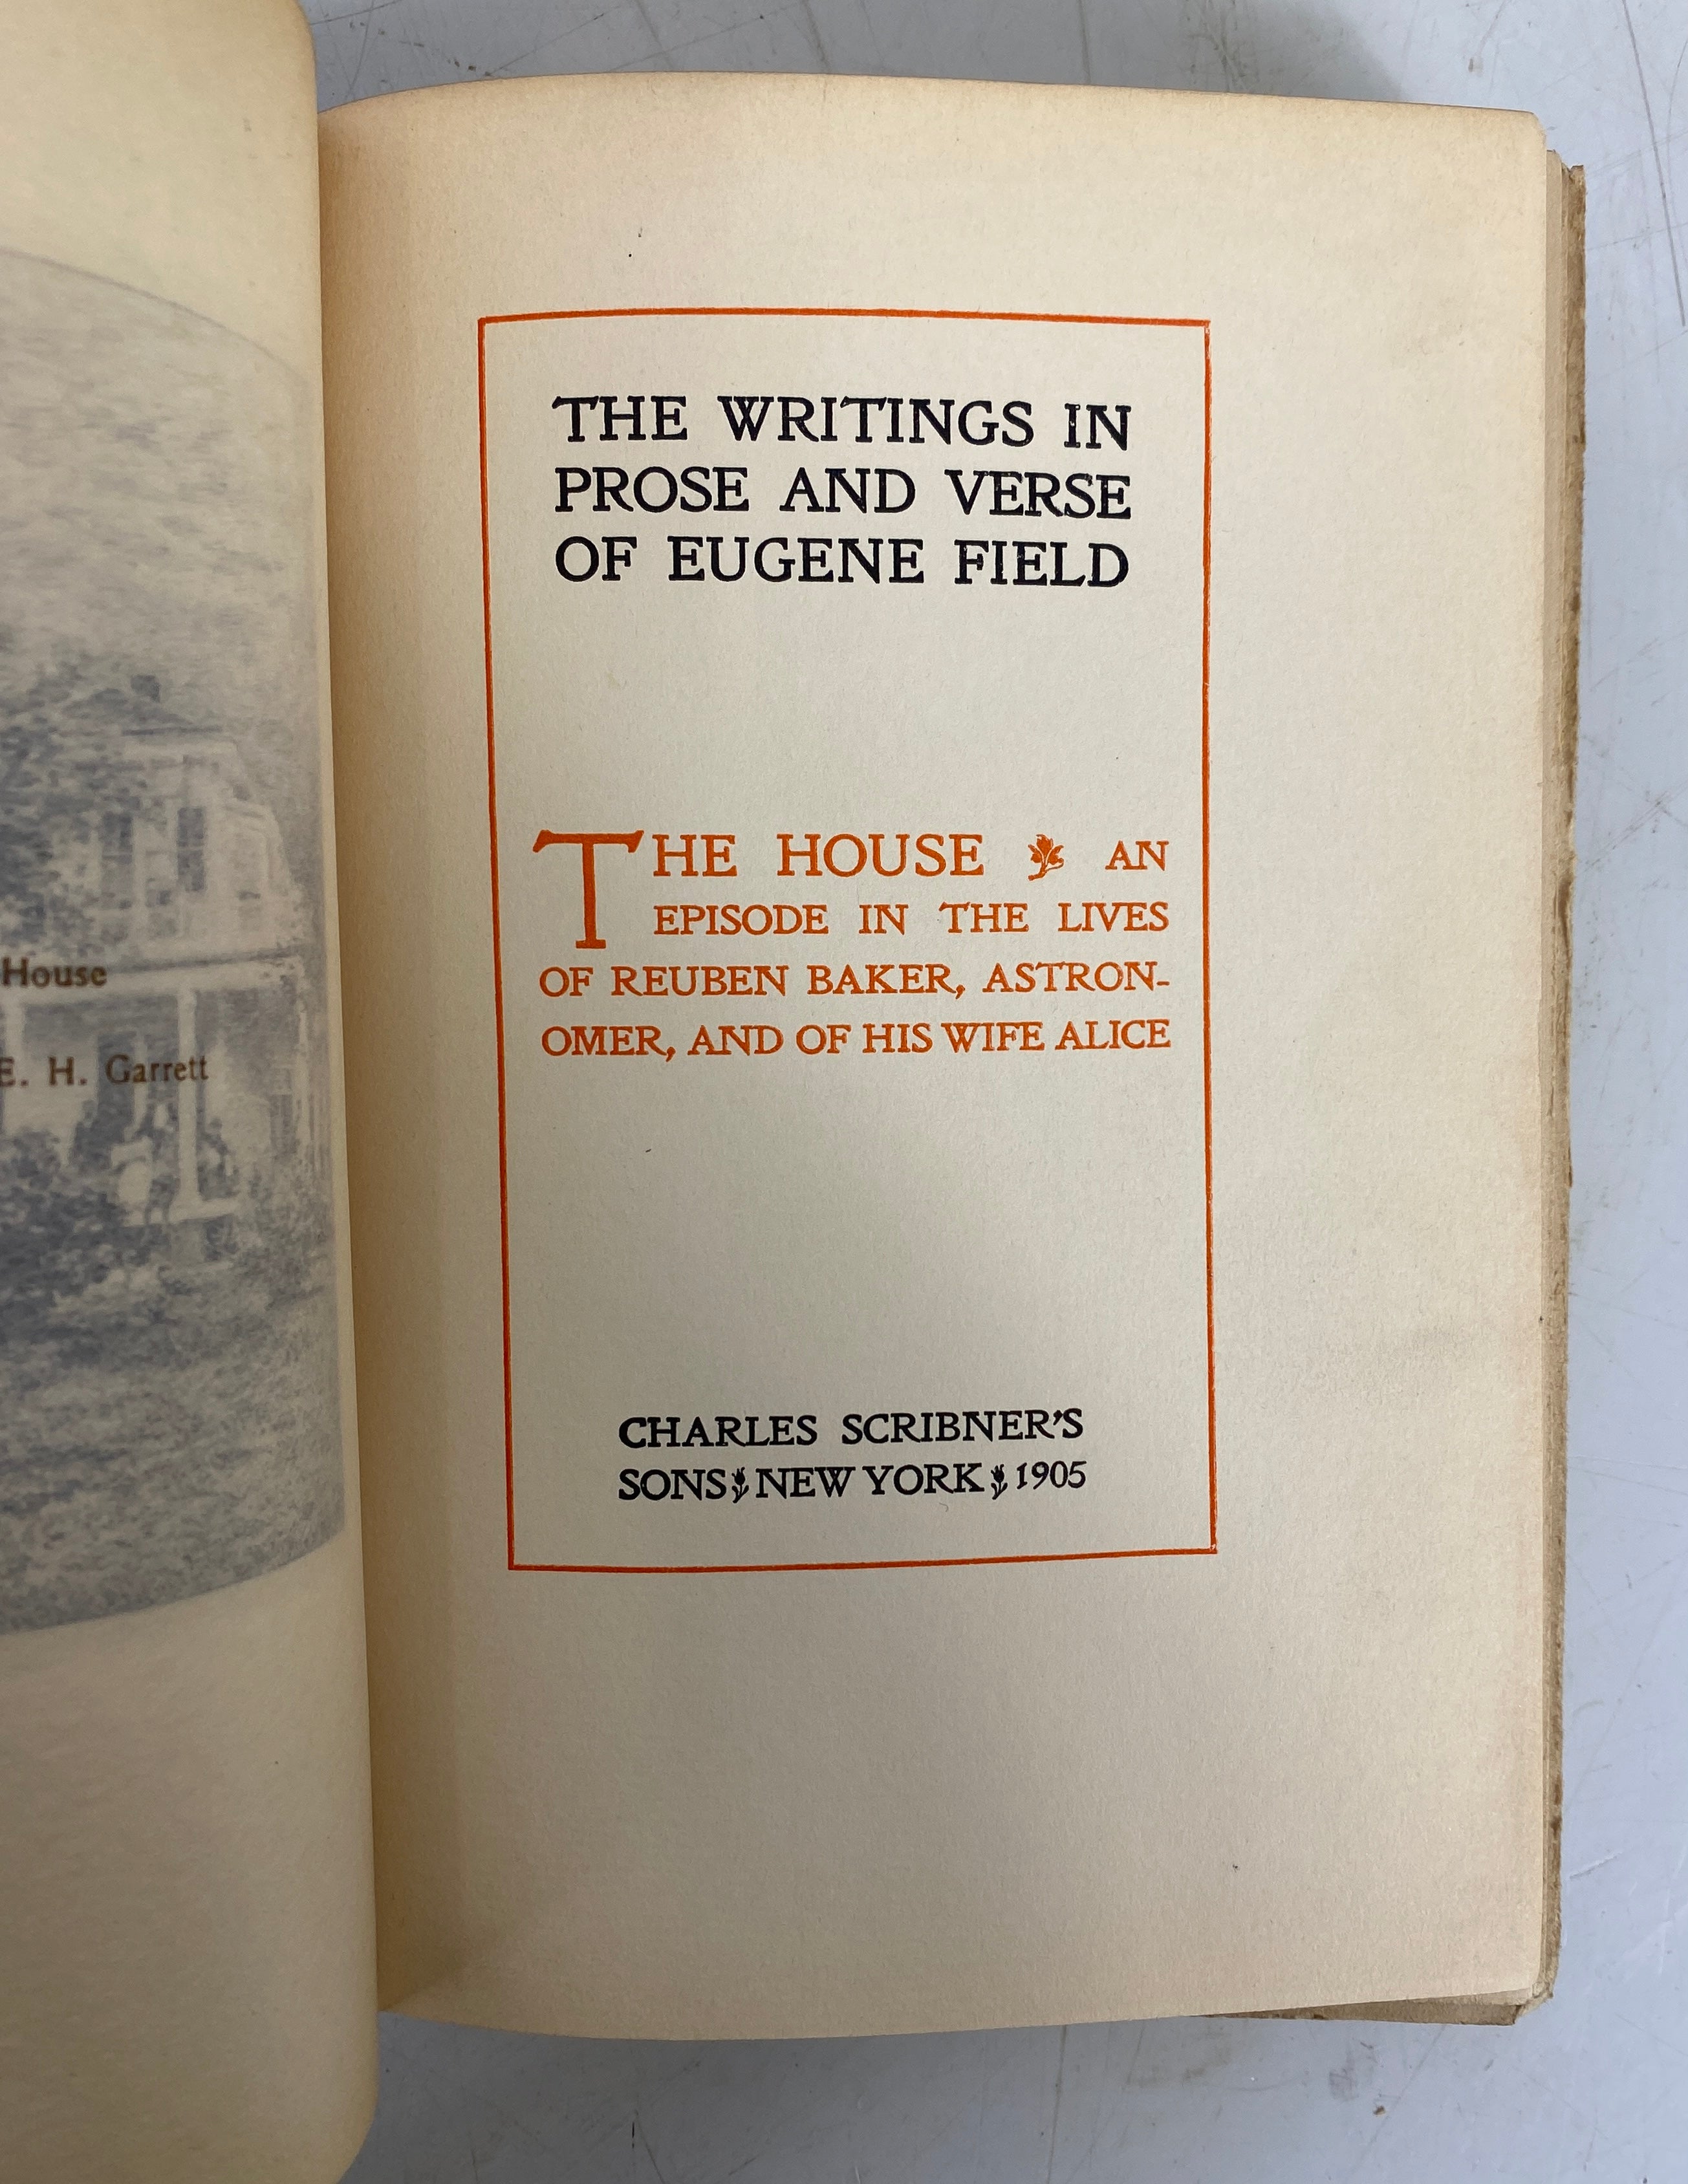 House
E. H. Garrett
THE WRITINGS IN
PROSE AND VERSE
OF EUGENE FIELD
THE HOUSE AN
EPISODE IN THE LIVES
OF REUBEN BAKER, ASTRON-
OMER, AND OF HIS WIFE ALICE
CHARLES SCRIBNER'S
SONS NEW YORK 1905